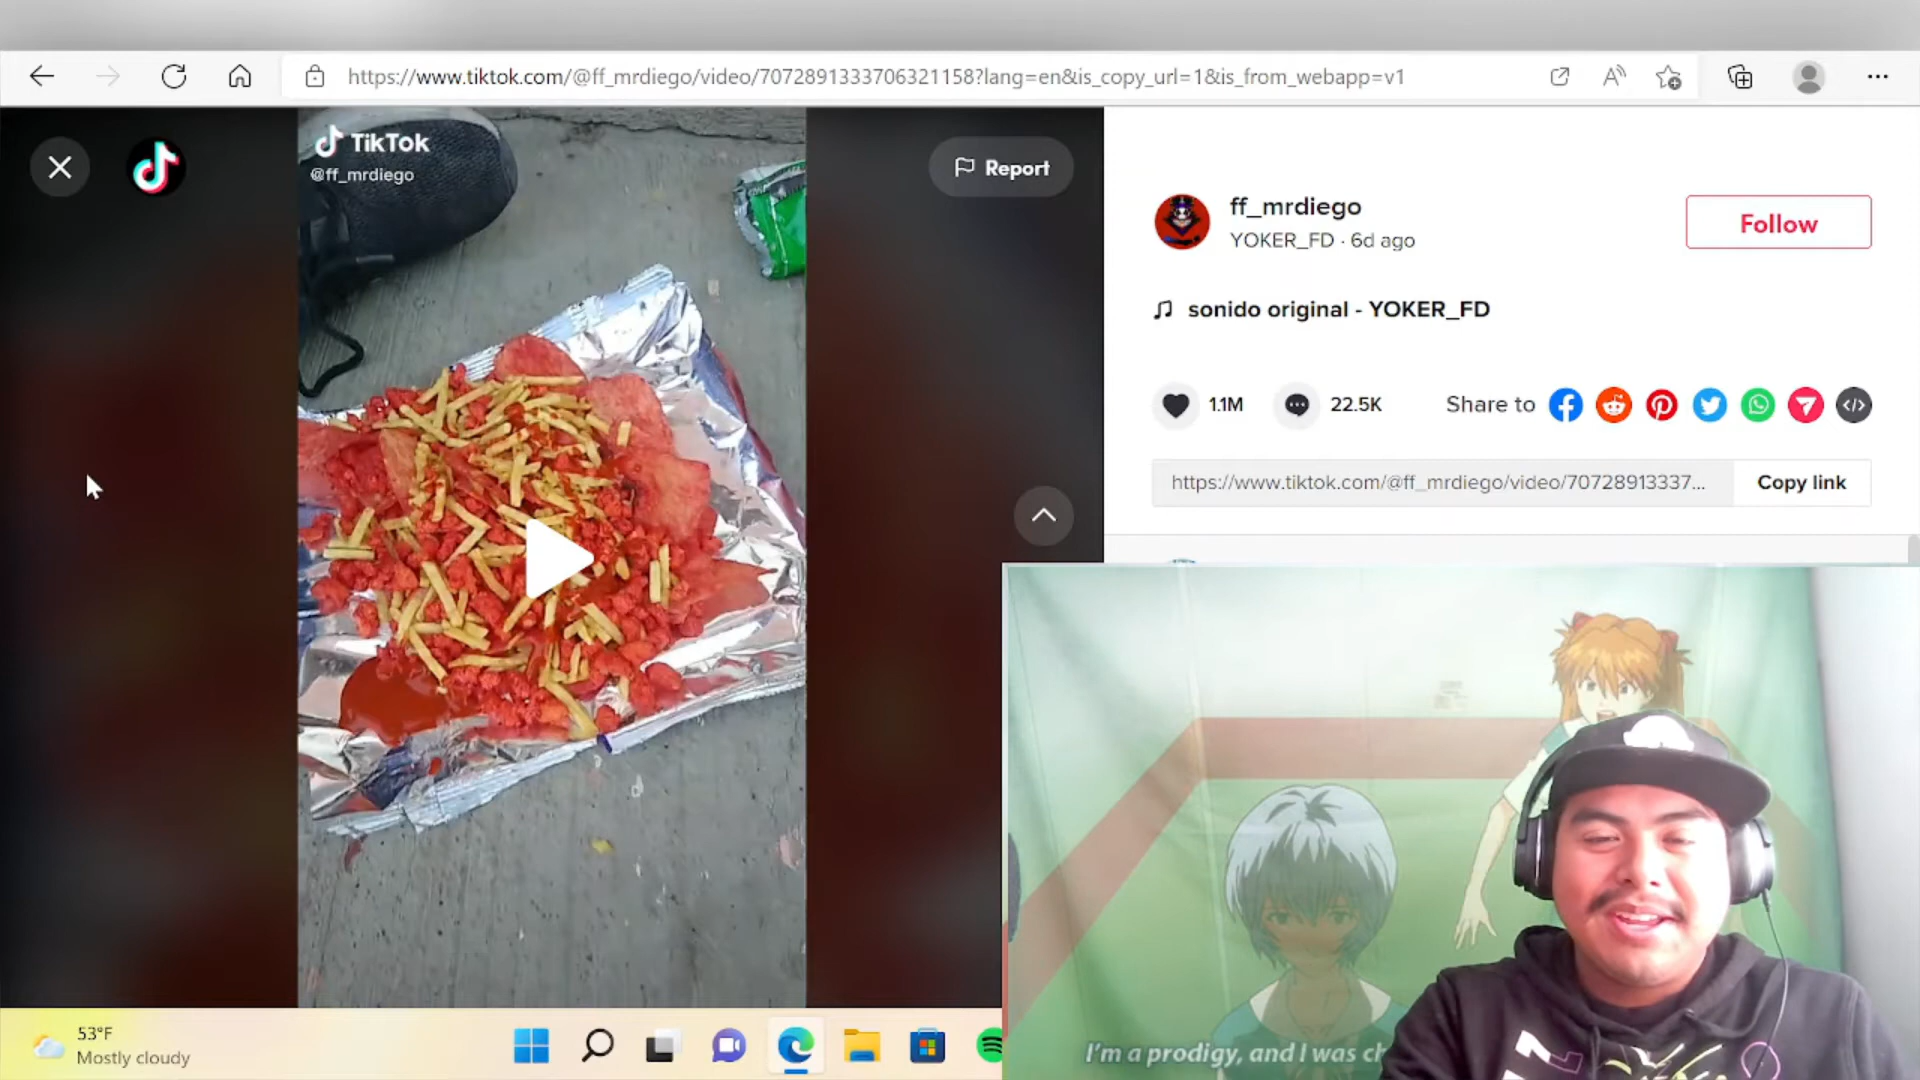 https://www.tiktok.com/@ff_mrdiego/video/7072891333706321158?lang=en&is_copy_url=1&is_from_webapp=v1
TikTok
@ff_mrdiego
Report
ff_mrdiego
YOKER_FD · 6d ago
Follow
sonido original - YOKER_FD
1.1M
22.5K
Share to
https://www.tiktok.com/@ff_mrdiego/video/70728913337...
Copy link
I'm a prodigy, and I was ch
53°F
Mostly cloudy